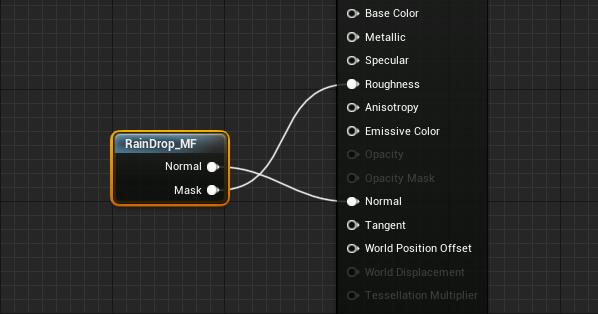 Base Color
Metallic
Specular
Roughness
Anisotropy
Emissive Color
Opacity
Opacity Mask
Normal
Tangent
World Position Offset
World Displacement
Tessellation Multiplier
RainDrop_MF
Normal
Mask